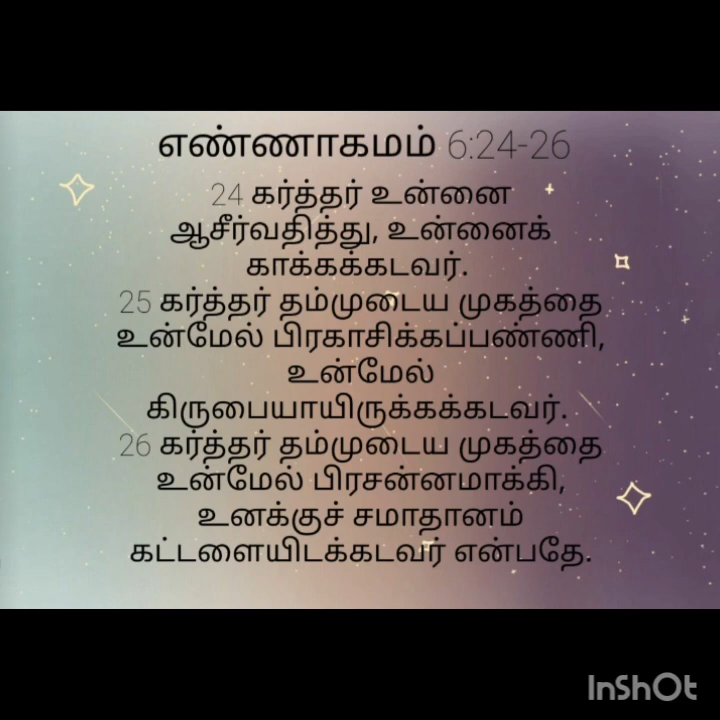 எண்ணாகமம் 6:24-26
24 கர்த்தர் உன்னை
ஆசீர்வதித்து, உன்னைக்
காக்கக்கடவர்.
25 கர்த்தர் தம்முடைய முகத்தை
உன்மேல் பிரகாசிக்கப்பண்ணி,
உன்மேல்
கிருபையாயிருக்கக்கடவர்.
26 கர்த்தர் தம்முடைய முகத்தை
உன்மேல் பிரசன்னமாக்கி,
உனக்குச் சமாதானம்
கட்டளையிடக்கடவர் என்பதே.
InShOt